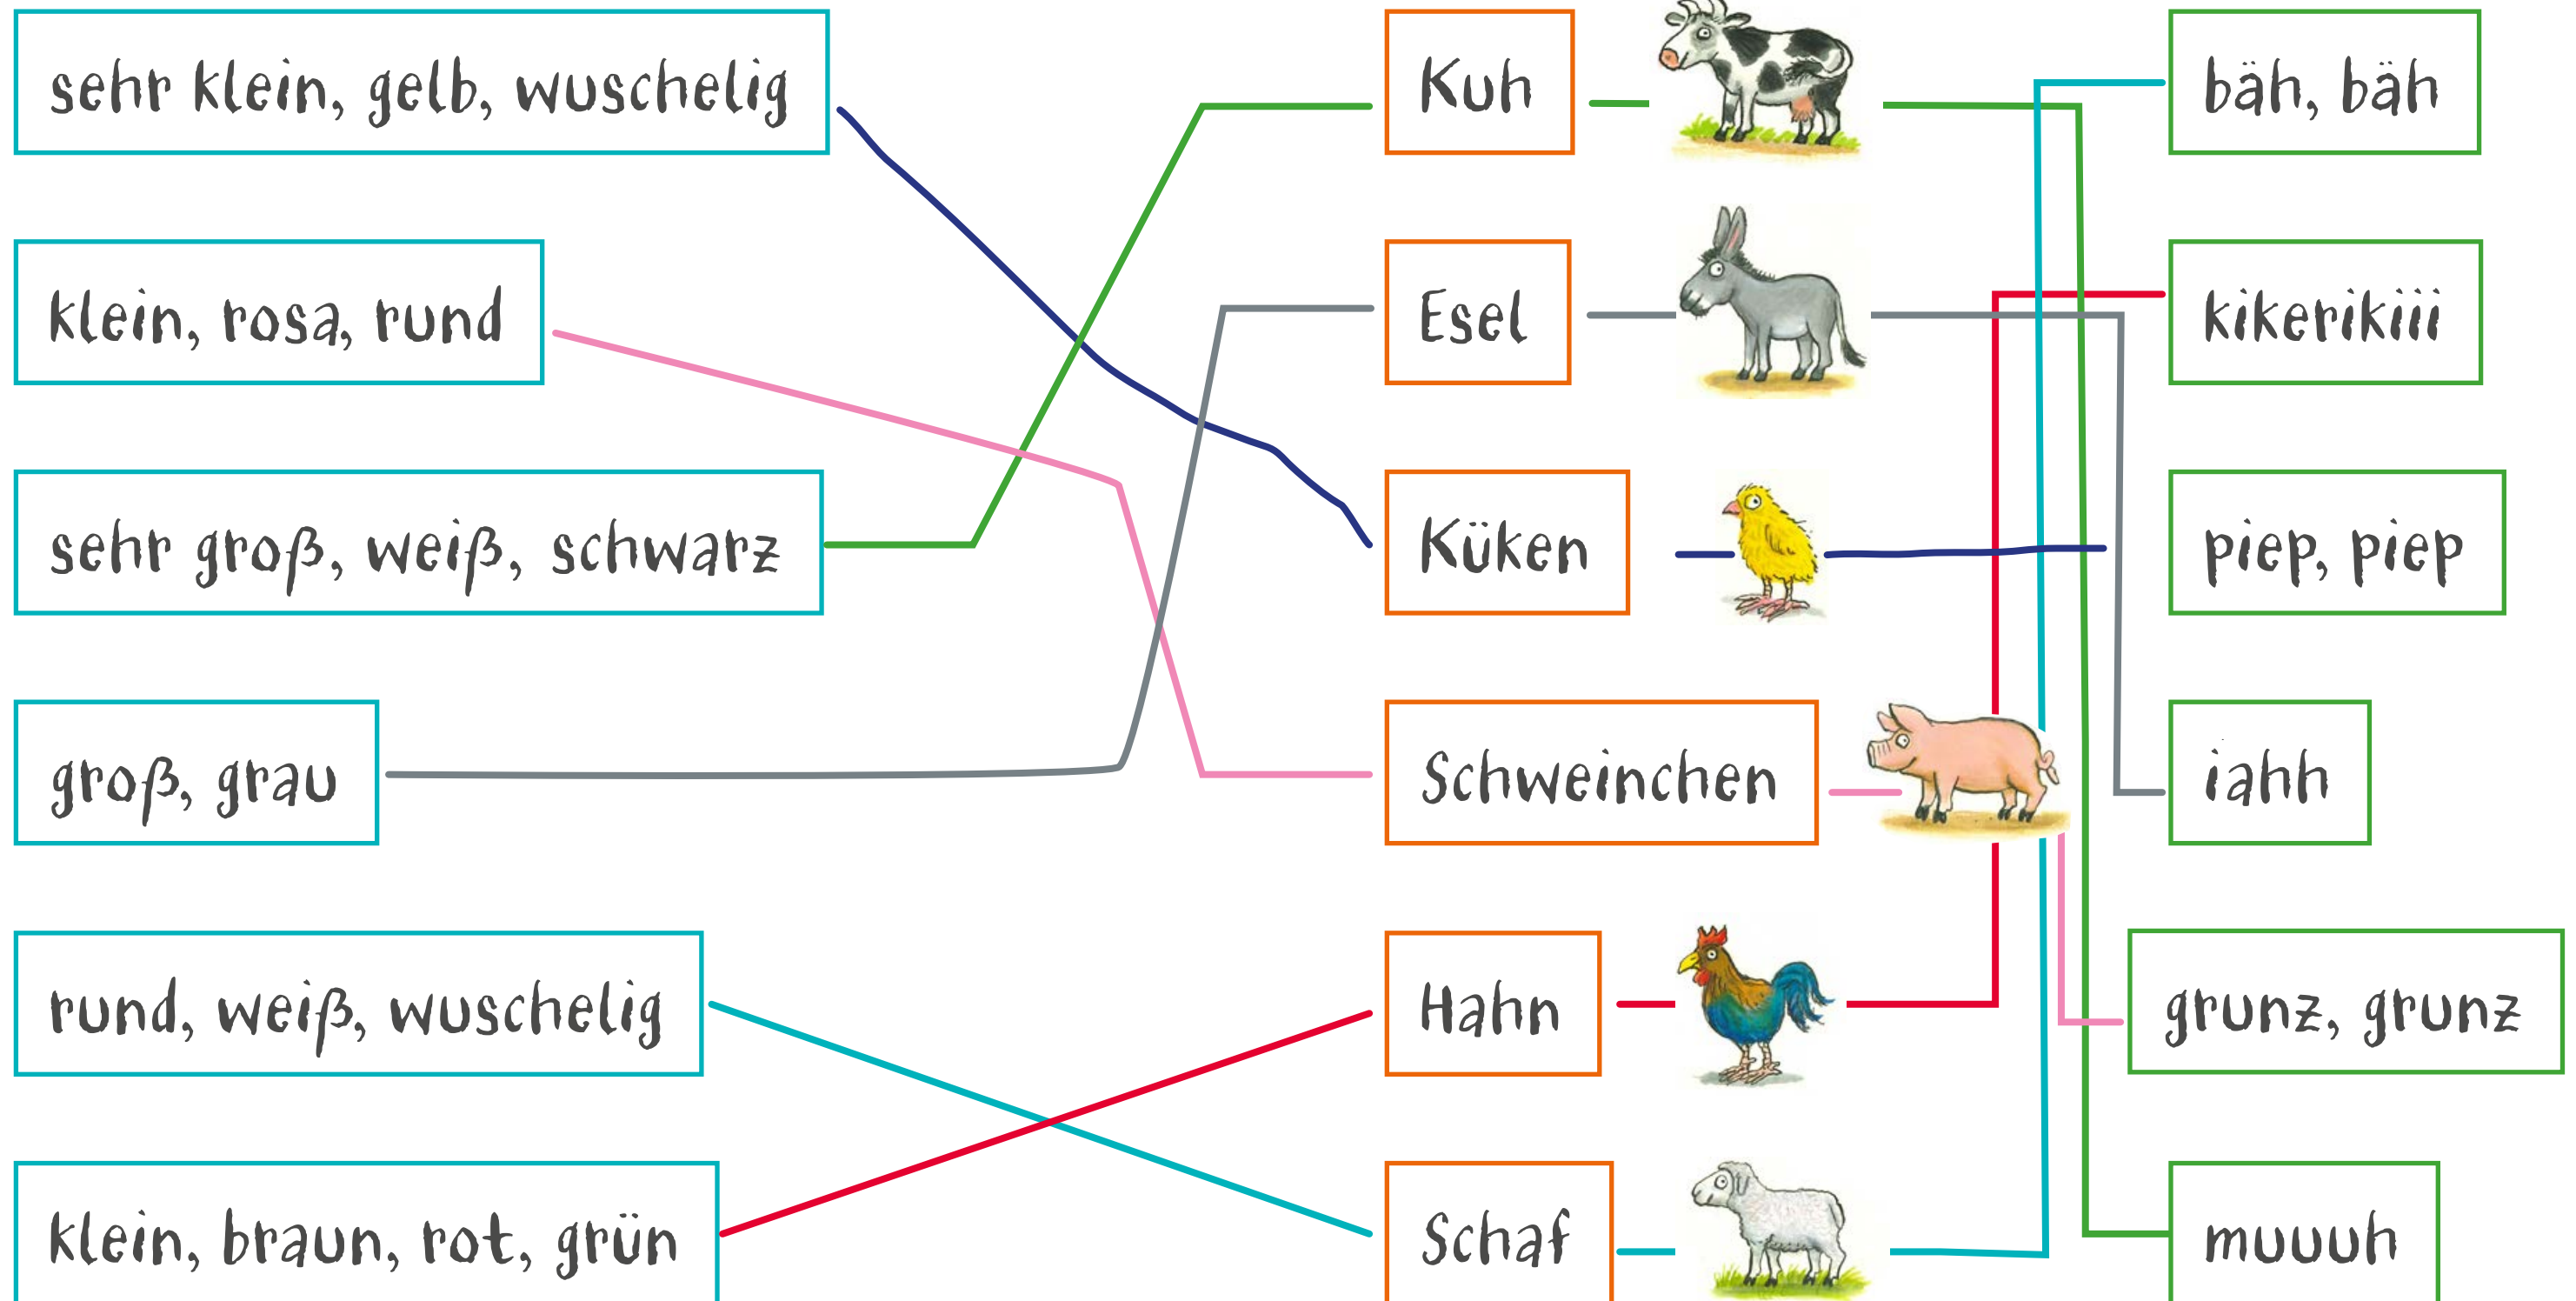 sehr klein, gelb, wuschelig
Kuh
bäh, bäh
klein, rosa, rund
Esel
kikerikiii
sehr groß, weiß, schwarz
Küken
piep, piep
groß, grau
Schweinchen
iahh
rund, weiß, wuschelig
Hahn
grunz, grunz
klein, braun, rot, grün
Schaf
muuuh